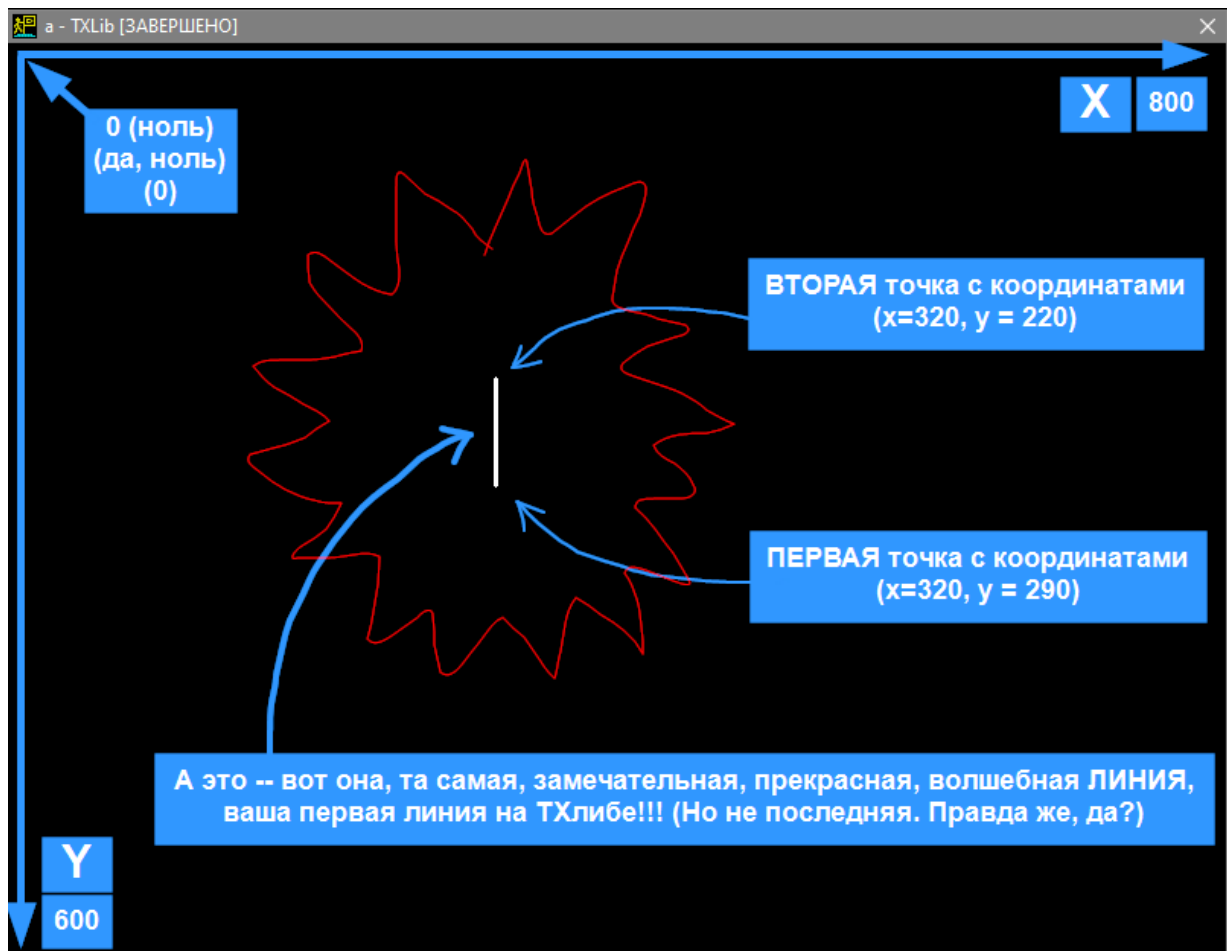 a - TXLib [ЗАВЕРШЕНО]
X
800
0 (ноль)
(да, ноль)
(0)
ВТОРАЯ точка с координатами
(x=320, y = 220)
ПЕРВАЯ точка с координатами
(x=320, y = 290)
А это -- вот она, та самая, замечательная, прекрасная, волшебная ЛИНИЯ,
ваша первая линия на ТХлибе!!! (Но не последняя. Правда же, да?)
Y
600